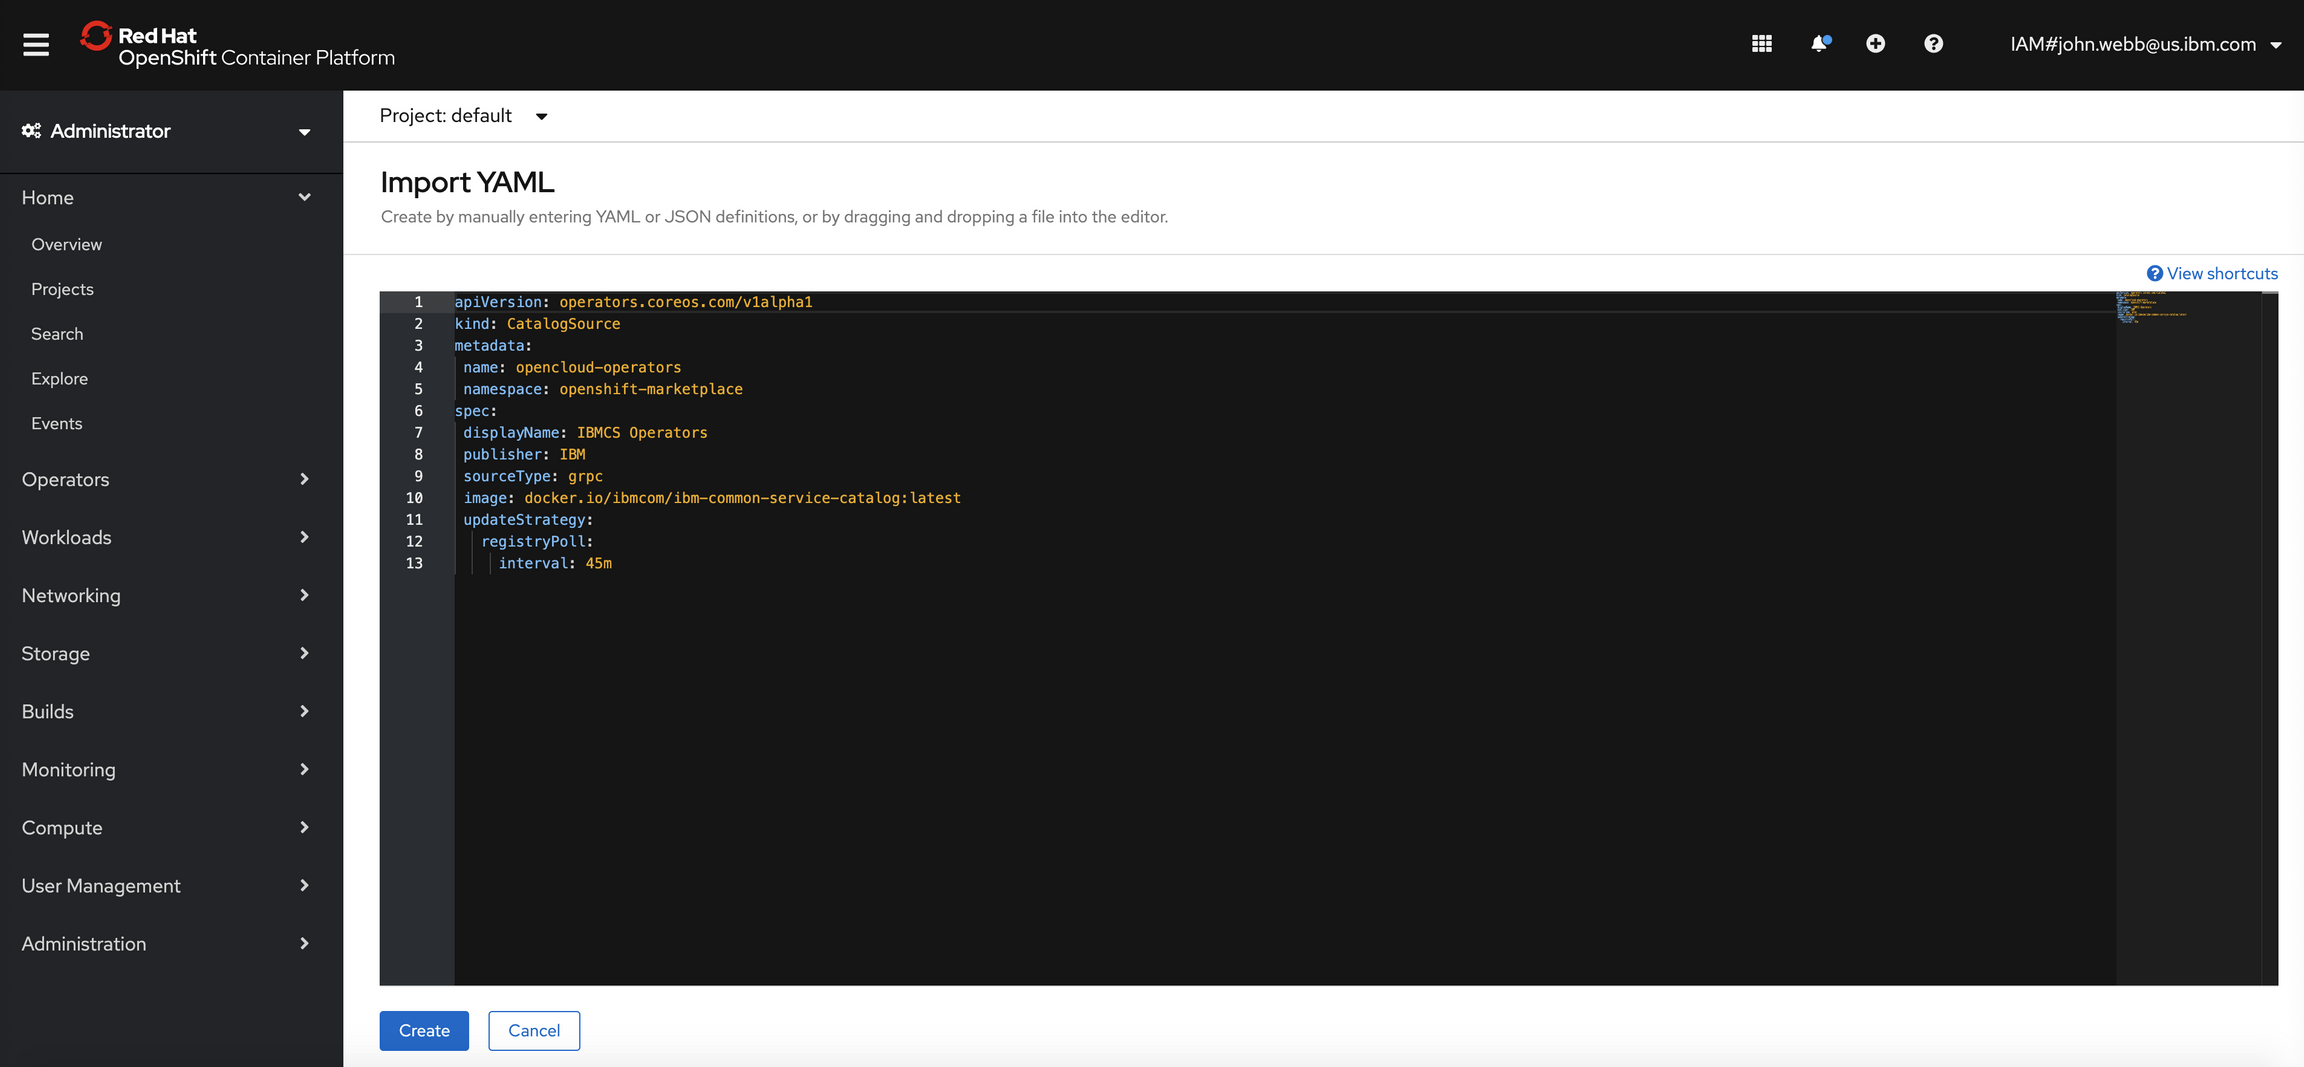 Red Hat
OpenShift Container Platform
IAM#john.webb@us.ibm.com
Administrator
Home
Overview
Projects
Search
Explore
Events
Operators
Workloads
Networking
Storage
Builds
Monitoring
Compute
User Management
Administration
Project: default
Import YAML
Create by manually entering YAML or JSON definitions, or by dragging and dropping a file into the editor.
View shortcuts
1 apiVersion: operators.coreos.com/v1alpha1
2 kind: CatalogSource
3 metadata:
4 name: opencloud-operators
5 namespace: openshift-marketplace
6 spec:
7 displayName: IBMCS Operators
8 publisher: IBM
9 sourceType: grpc
10 image: docker.io/ibmcom/ibm-common-service-catalog:latest
11 updateStrategy:
12 registryPoll:
13 interval: 45m
Create
Cancel